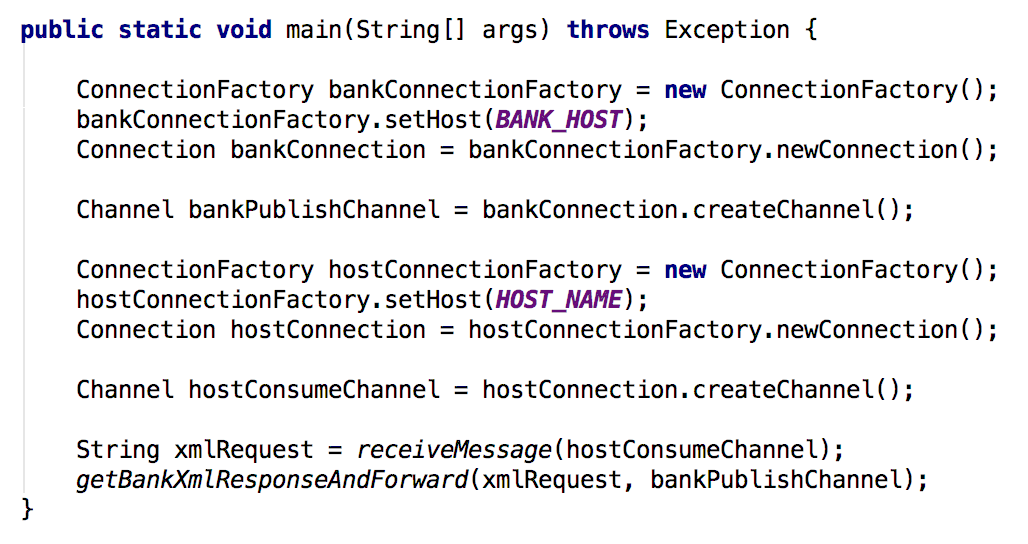 public static void main(String[] args) throws Exception {
ConnectionFactory bankConnectionFactory = new ConnectionFactory();
bankConnectionFactory.setHost(BANK_HOST);
Connection bankConnection = bankConnectionFactory.newConnection();
Channel bankPublishChannel = bankConnection.createChannel();
ConnectionFactory hostConnectionFactory = new ConnectionFactory();
hostConnectionFactory.setHost(HOST_NAME);
Connection hostConnection = hostConnectionFactory.newConnection();
Channel hostConsumeChannel = hostConnection.createChannel();
String xmlRequest = receiveMessage(hostConsumeChannel);
getBankXmlResponseAndForward(xmlRequest, bankPublishChannel);
}